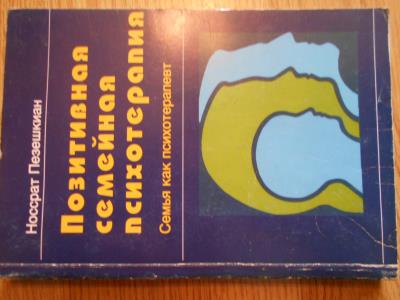 Носсрат Пезешкиан
Позитивная
семейная
психотерапия
Семья как психотерапевт